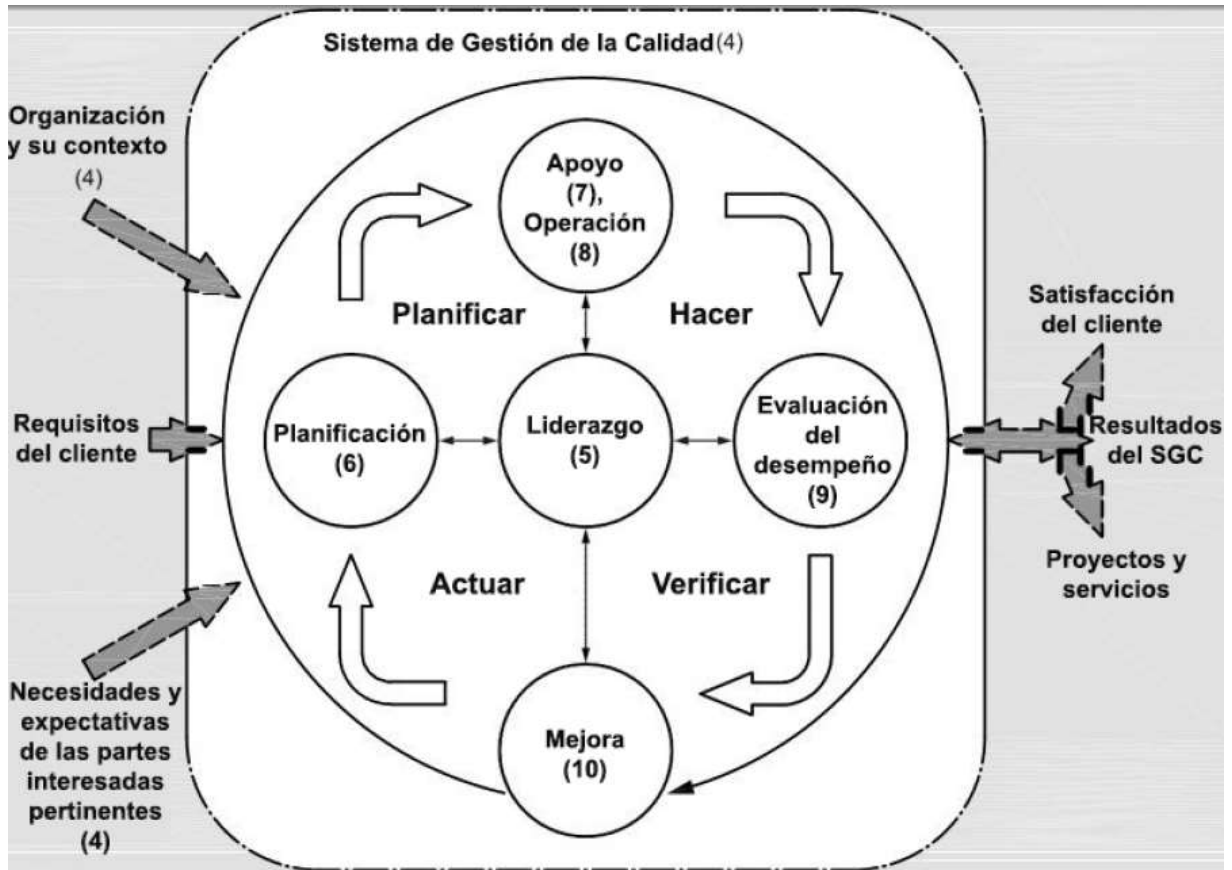 Sistema de Gestión de la Calidad(4)
Organización
y su contexto
(4)
Apoyo
(7),
Operación
(8)
Planificar
Hacer
Satisfacción
del cliente
Requisitos
del cliente
Planificación
(6)
Liderazgo
(5)
Evaluación
del
desempeño
(9)
Resultados
del SGC
Actuar
Verificar
Proyectos y
servicios
Necesidades y
expectativas
de las partes
interesadas
pertinentes
(4)
Mejora
(10)